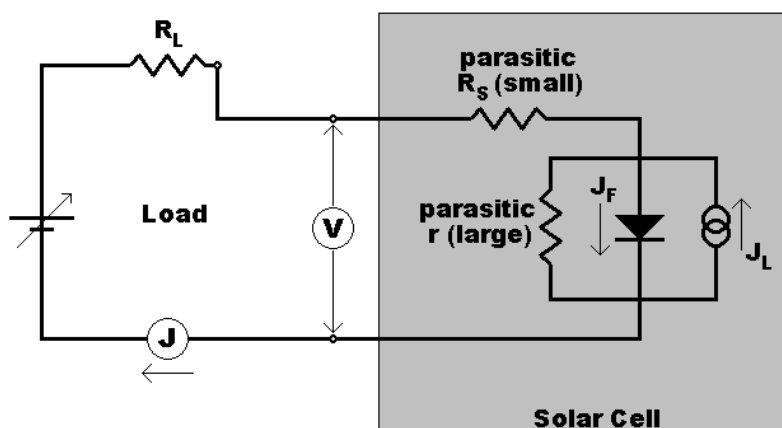 R_L
parasitic
R_S (small)
J_F
parasitic
r (large)
Load
V
J_L
J
Solar Cell